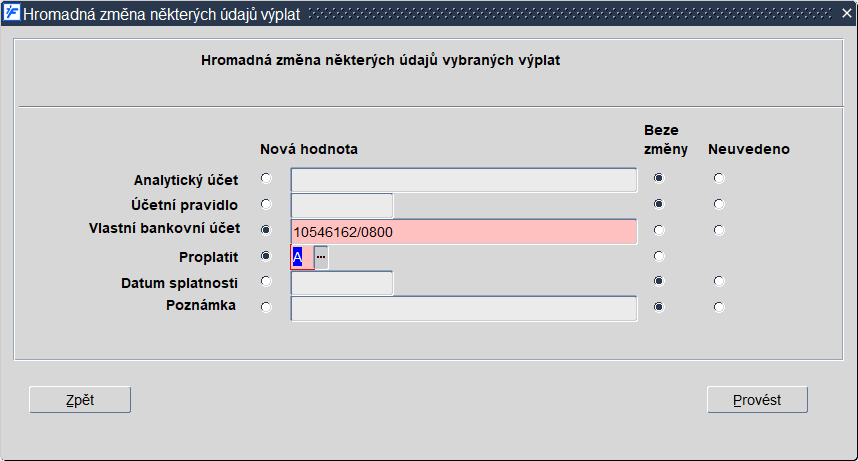 Hromadná změna některých údajů výplat
Hromadná změna některých údajů vybraných výplat
Nová hodnota
Beze
změny
Neuvedeno
Analytický účet
Účetní pravidlo
Vlastní bankovní účet
10546162/0800
Proplatit
A
...
Datum splatnosti
Poznámka
Zpět
Provést